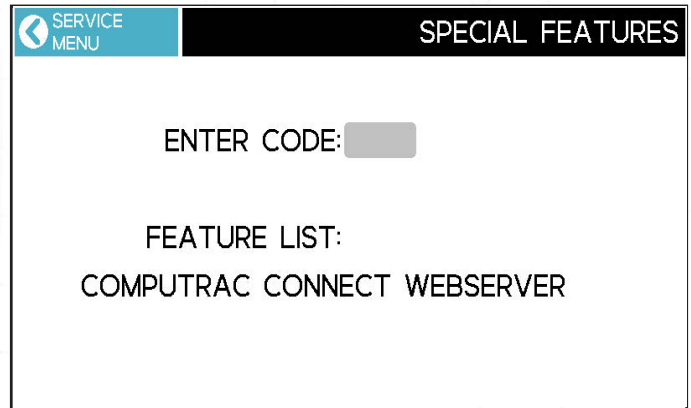 SERVICE
MENU
SPECIAL FEATURES
ENTER CODE:
FEATURE LIST:
COMPUTRAC CONNECT WEBSERVER